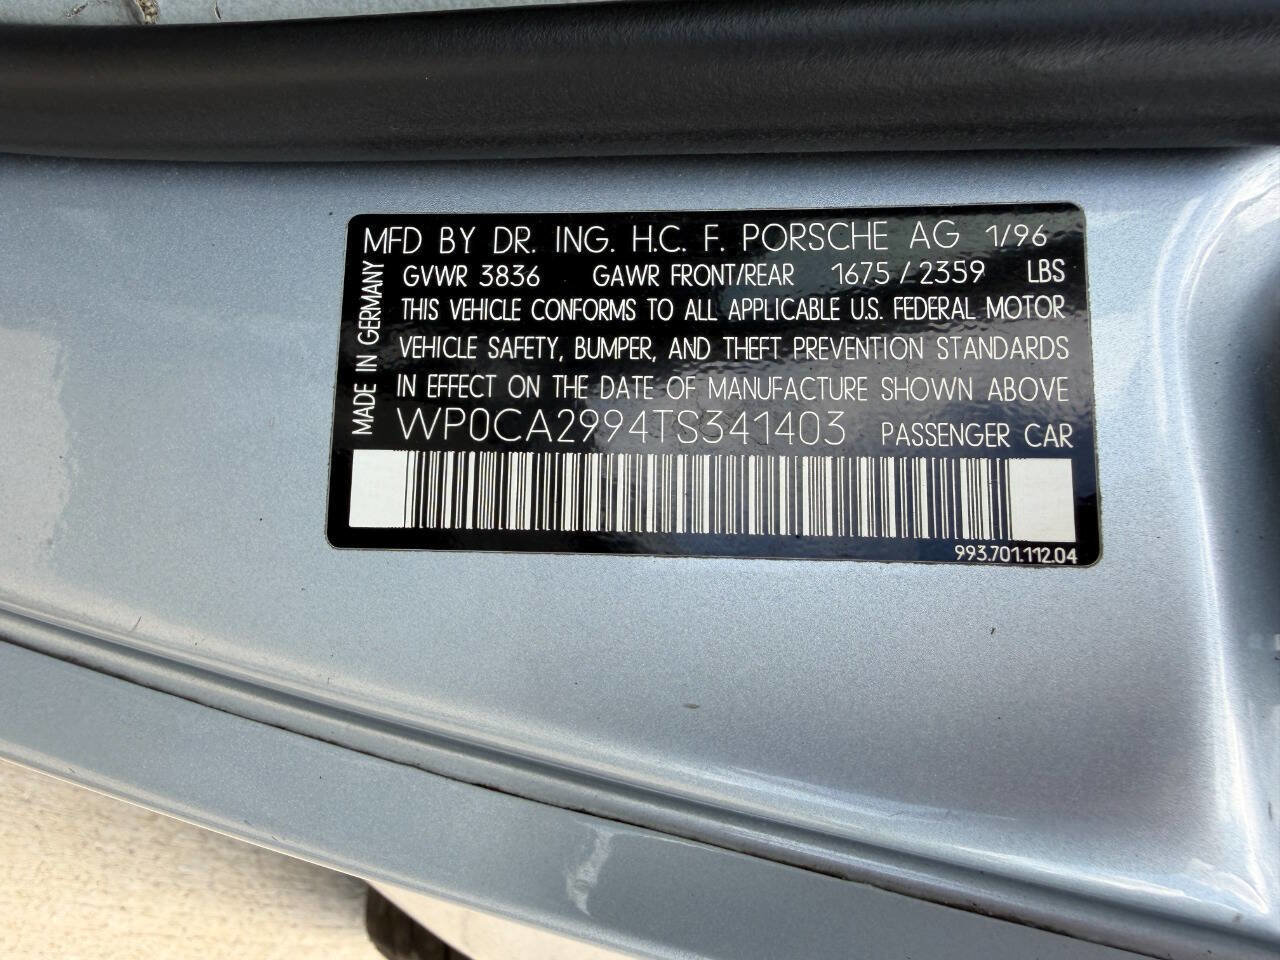 MFD BY DR. ING. H.C. F. PORSCHE AG 1/96
GVWR 3836 GAWR FRONT/REAR 1675/2359 LBS
THIS VEHICLE CONFORMS TO ALL APPLICABLE U.S. FEDERAL MOTOR
VEHICLE SAFETY, BUMPER, AND THEFT PREVENTION STANDARDS
IN EFFECT ON THE DATE OF MANUFACTURE SHOWN ABOVE
WP0CA2994TS341403 PASSENGER CAR
MADE IN GERMANY
993.701.112.04